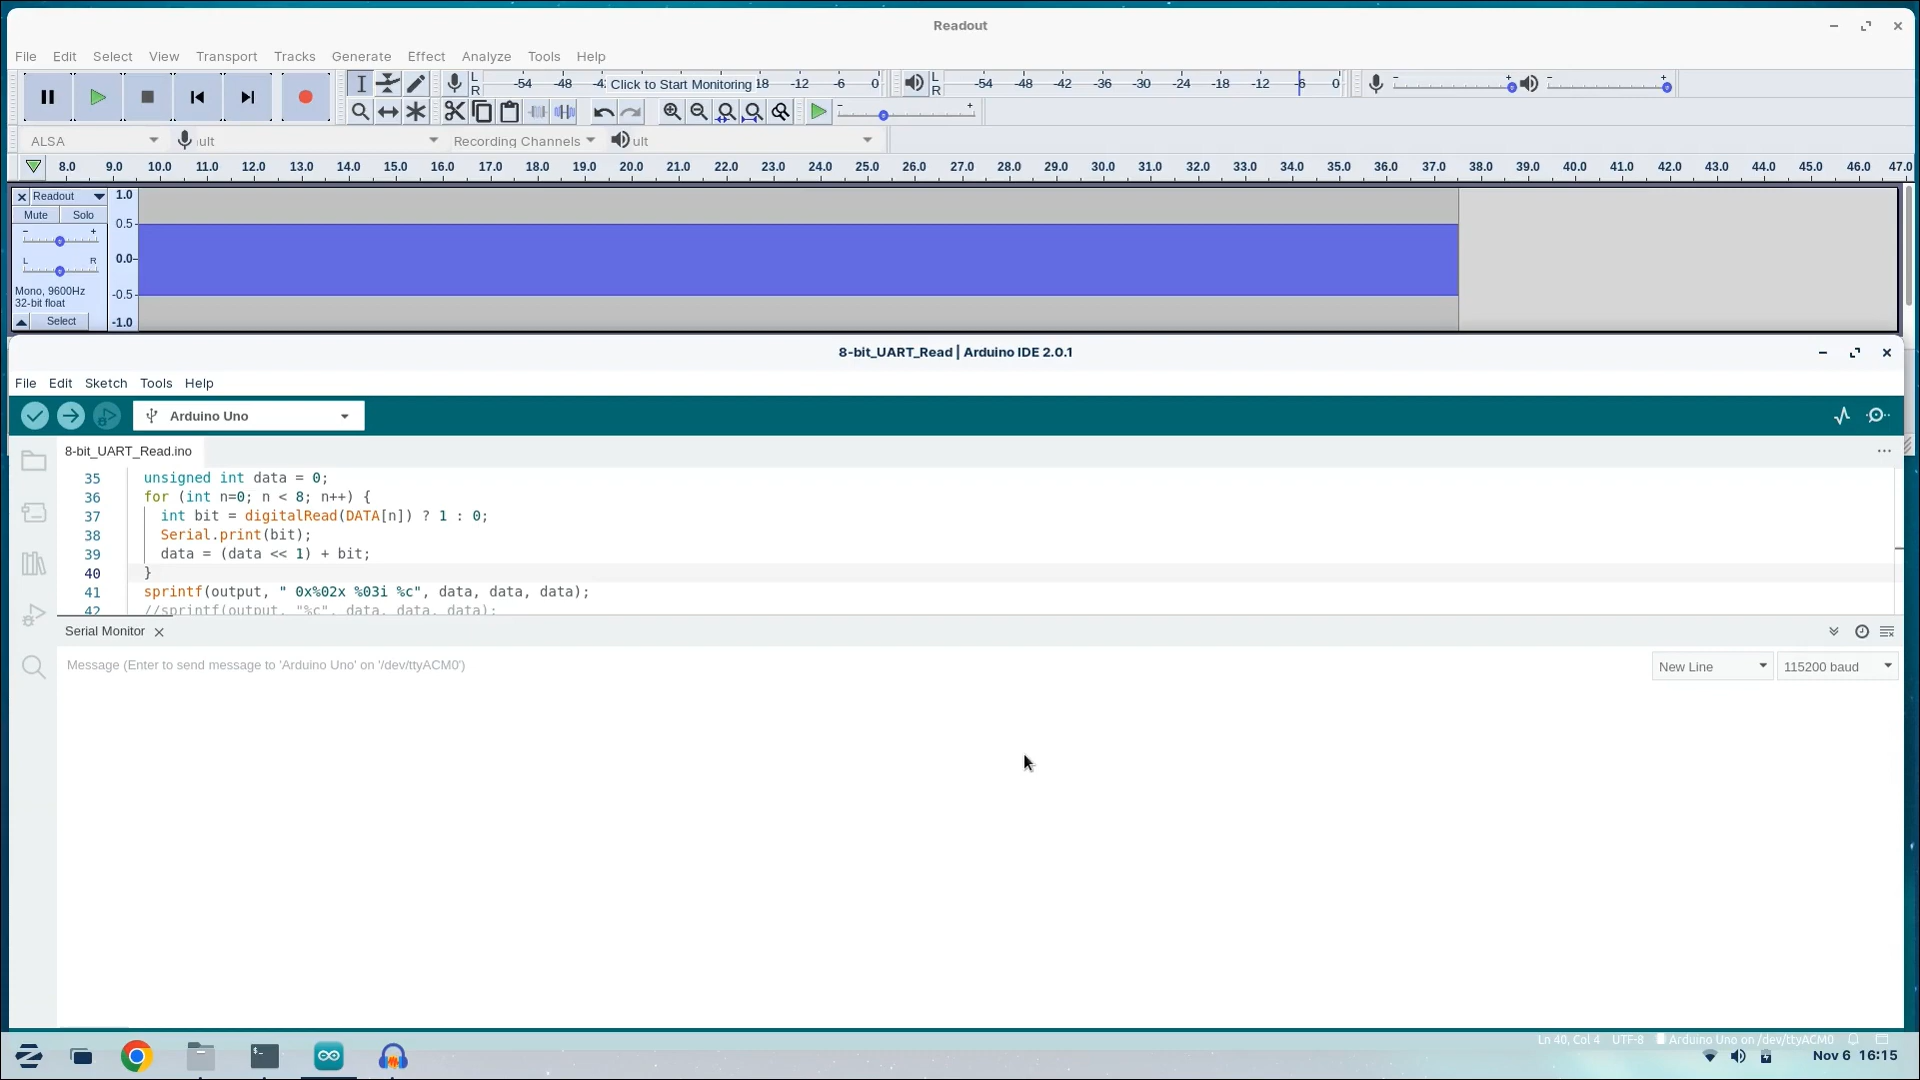 Readout
File Edit Select View Transport Tracks Generate Effect Analyze Tools Help
L
R
-54 -48 -42 Click to Start Monitoring 18 -12 -6 0
L
R
-54 -48 -42 -36 -30 -24 -18 -12 -6 0
- +
- +
- +
ALSA ult Recording Channels ult
8.0 9.0 10.0 11.0 12.0 13.0 14.0 15.0 16.0 17.0 18.0 19.0 20.0 21.0 22.0 23.0 24.0 25.0 26.0 27.0 28.0 29.0 30.0 31.0 32.0 33.0 34.0 35.0 36.0 37.0 38.0 39.0 40.0 41.0 42.0 43.0 44.0 45.0 46.0 47.0
Readout
Mute Solo
- +
L R
Mono, 9600Hz
32-bit float
Select
1.0
0.5
0.0
-0.5
-1.0
8-bit_UART_Read | Arduino IDE 2.0.1
File Edit Sketch Tools Help
Arduino Uno
8-bit_UART_Read.ino
35 unsigned int data = 0;
36 for (int n=0; n < 8; n++) {
37 int bit = digitalRead(DATA[n]) ? 1 : 0;
38 Serial.print(bit);
39 data = (data << 1) + bit;
40 }
41 sprintf(output, " 0x%02x %03i %c", data, data, data);
42 //sprintf(output, "%c", data, data, data);
Serial Monitor
Message (Enter to send message to 'Arduino Uno' on '/dev/ttyACM0')
New Line 115200 baud
Ln 40, Col 4 UTF-8 Arduino Uno on /dev/ttyACM0
Nov 6 16:15